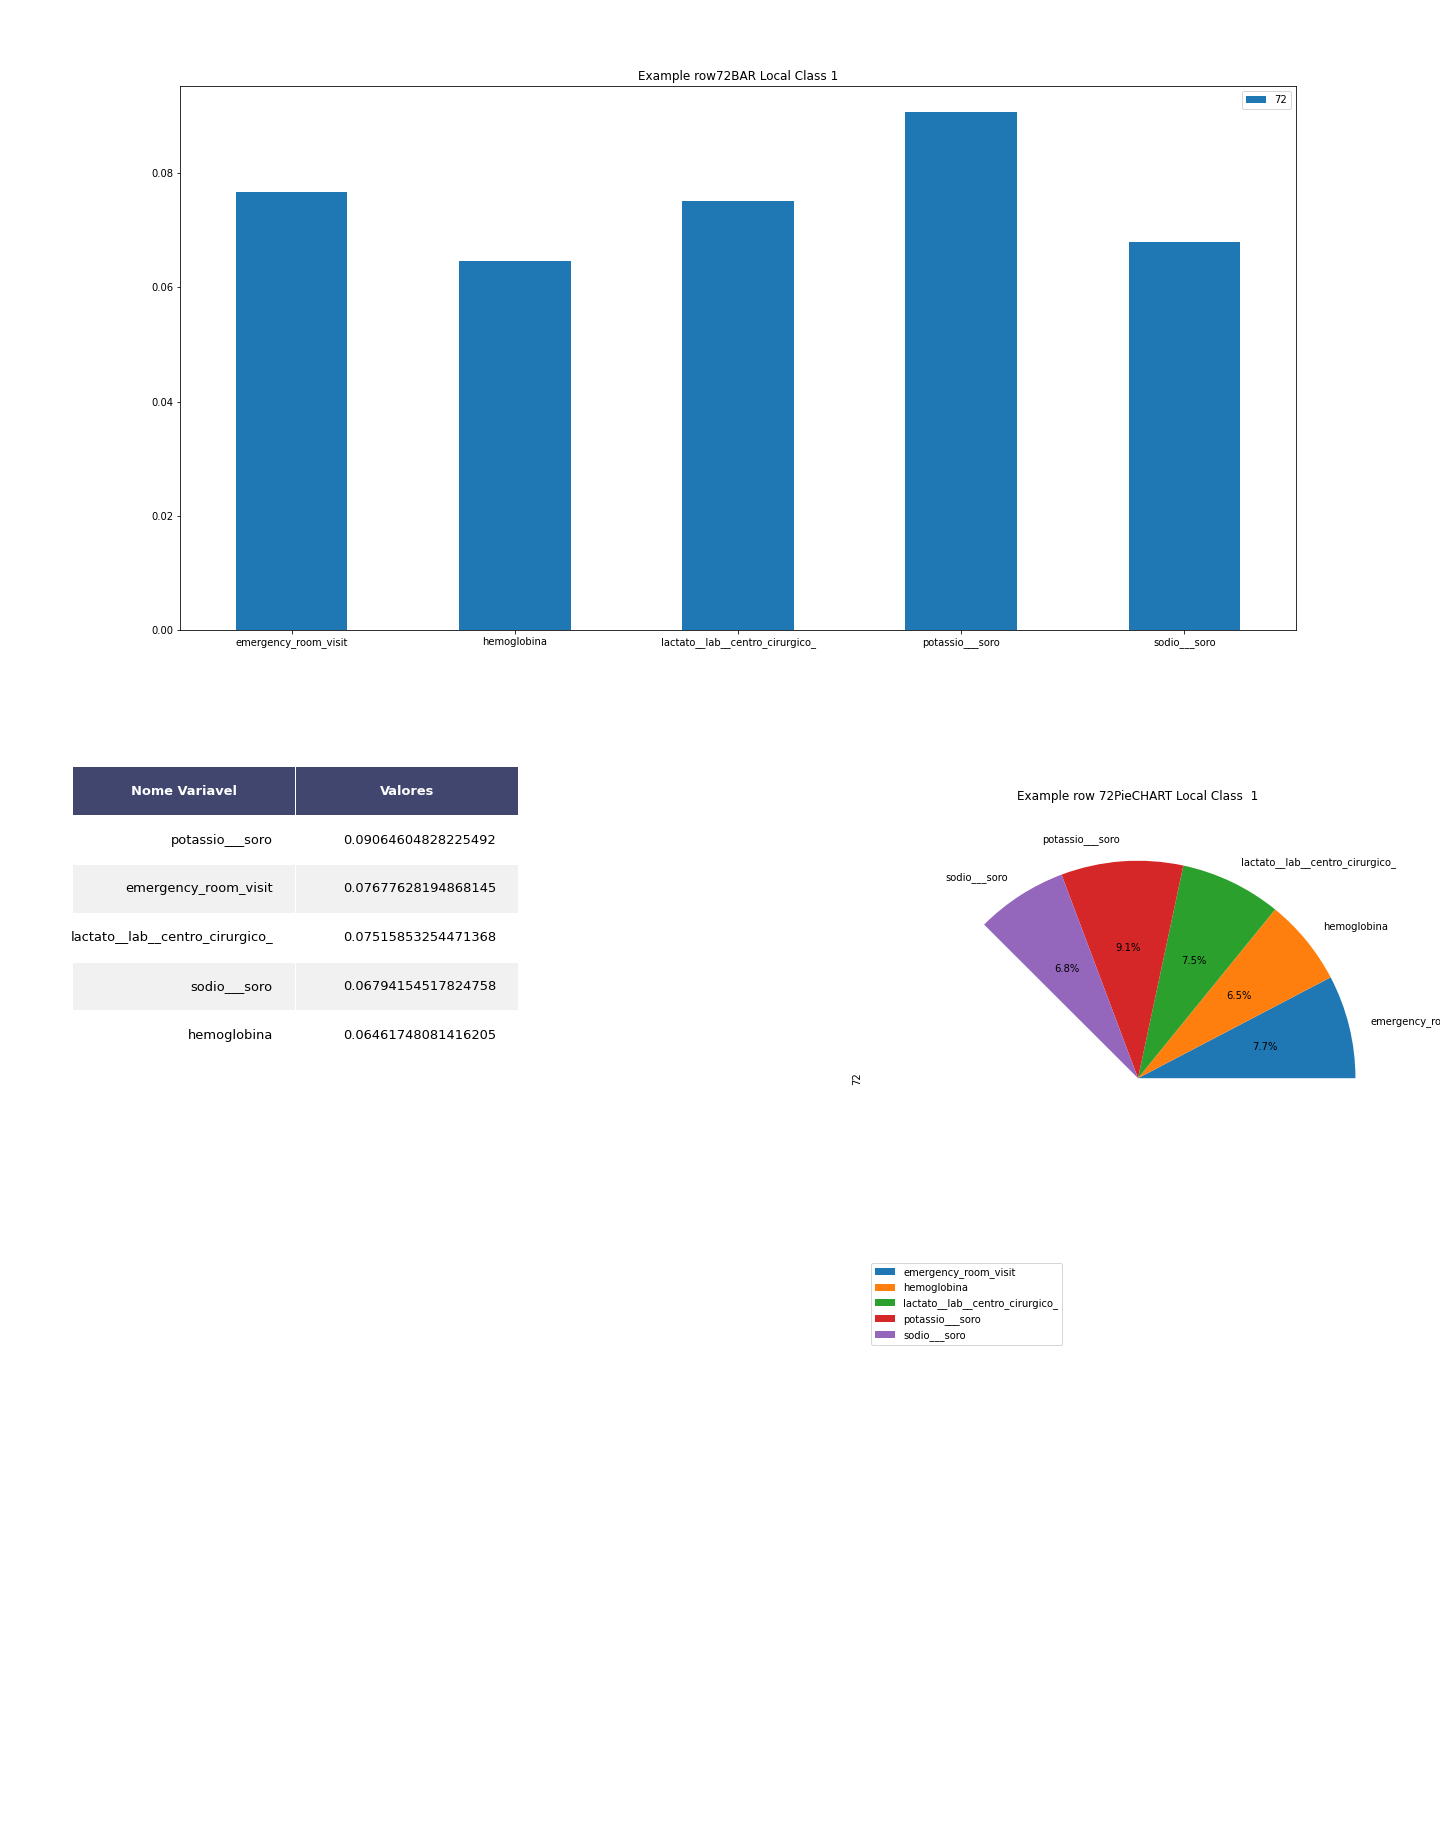 Example row72BAR Local Class 1
72
0.08
0.06
0.04
0.02
0.00
emergency_room_visit
hemoglobina
lactato__lab__centro_cirurgico_
potassio___soro
sodio___soro
Nome Variavel Valores
potassio___soro 0.09064604828225492
emergency_room_visit 0.07677628194868145
lactato__lab__centro_cirurgico_ 0.07515853254471368
sodio___soro 0.06794154517824758
hemoglobina 0.06461748081416205
Example row 72PieCHART Local Class  1
potassio___soro
lactato__lab__centro_cirurgico_
sodio___soro
hemoglobina
9.1%
7.5%
6.8%
6.5%
emergency_ro
7.7%
72
emergency_room_visit
hemoglobina
lactato__lab__centro_cirurgico_
potassio___soro
sodio___soro